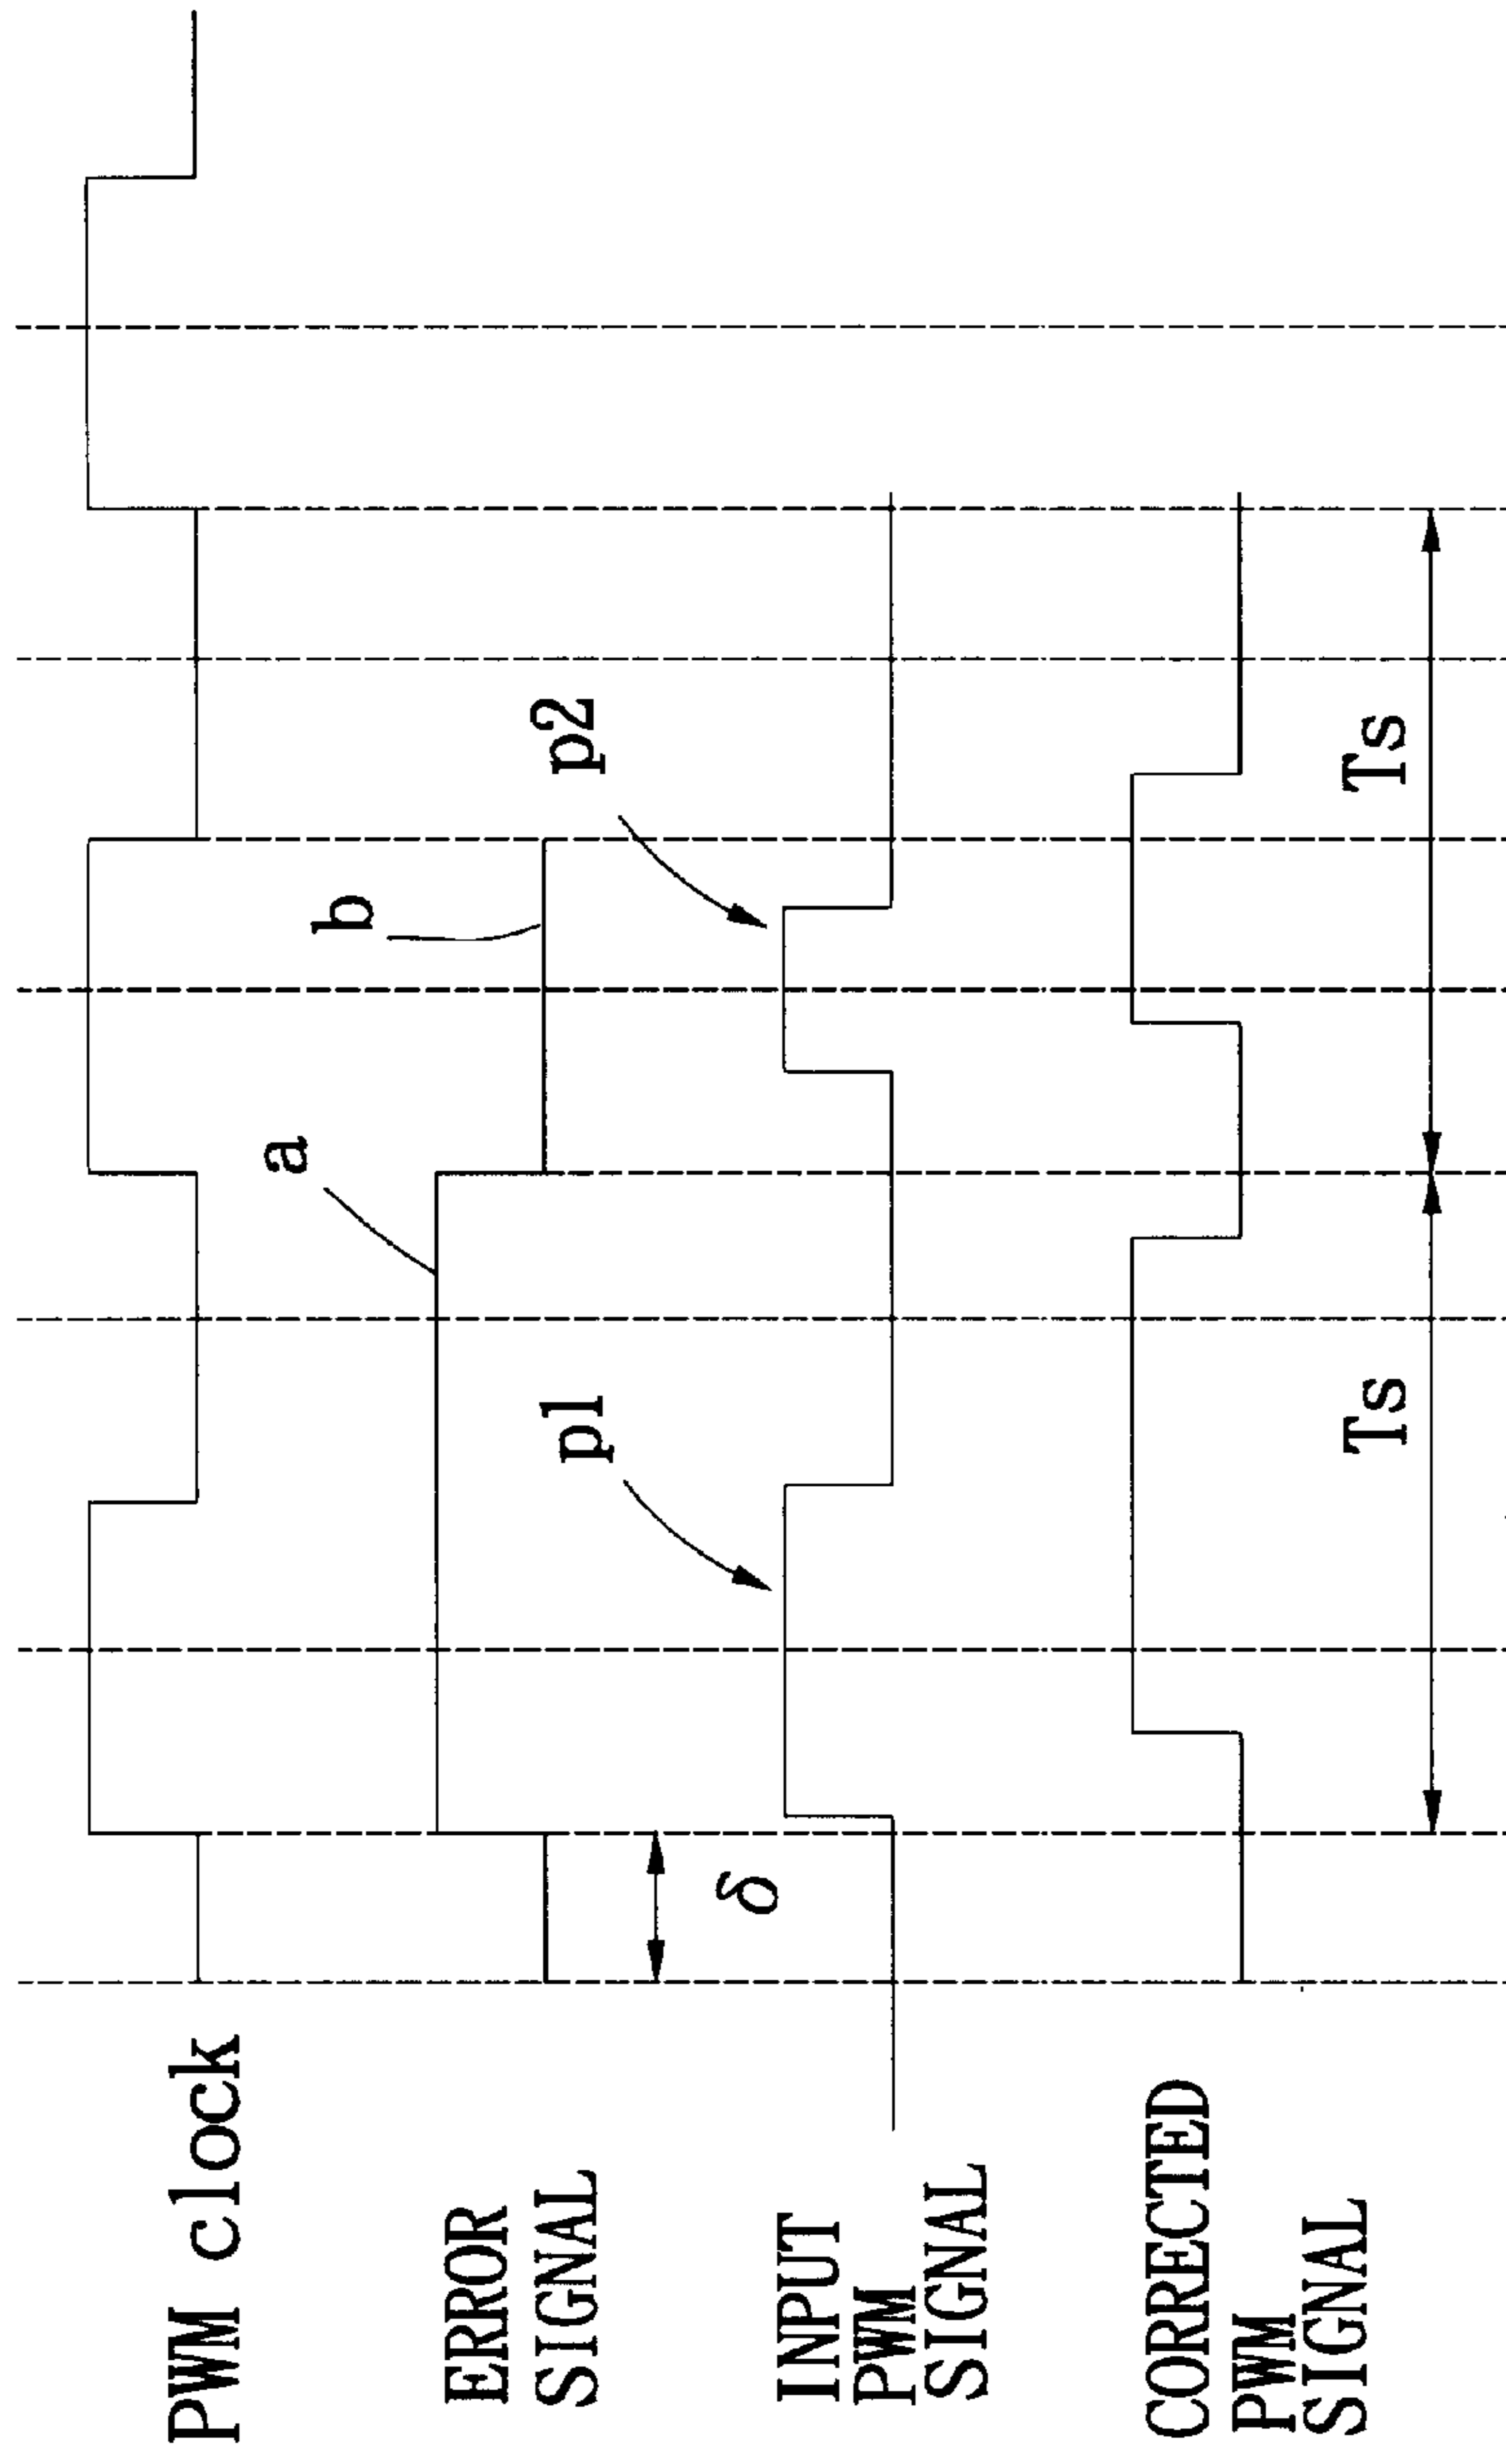 PWM clock
a
b
ERROR
SIGNAL
δ
p1
p2
INPUT
PWM
SIGNAL
CORRECTED
PWM
SIGNAL
Ts
Ts